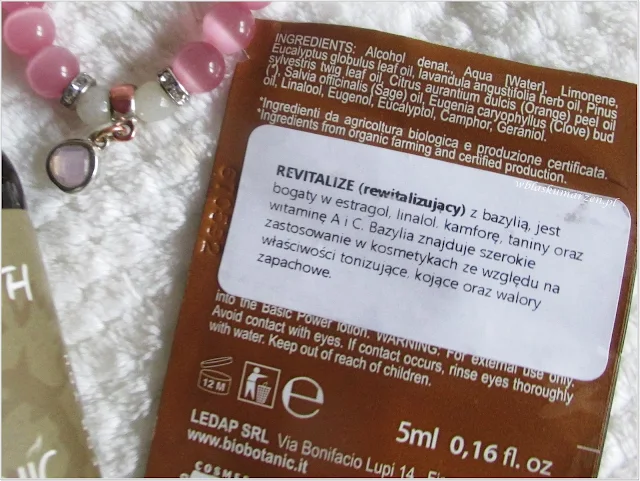 INGREDIENTS: Alcohol denat, Aqua [Water], Limonene,
Eucalyptus globulus leaf oil, lavandula angustifolia herb oil, Pinus
sylvestris twig leaf oil, Citrus aurantium dulcis (Orange) peel oil
(*), Salvia officinalis (Sage) oil, Eugenia caryophyllus (Clove) bud
oil, Linalool, Eugenol, Eucalyptol, Camphor, Geraniol.
*Ingredienti da agricoltura biologica e produzione certificata.
*Ingredients from organic farming and certified production.
wblaskumarzen.pl
REVITALIZE (rewitalizujący) z bazylią, jest
bogaty w estragol, linalol, kamforę, taniny oraz
witaminę A i C. Bazylia znajduje szerokie
zastosowanie w kosmetykach ze względu na
właściwości tonizujące, kojące oraz walory
zapachowe.
into the Basic Power lotion. WARNING: For external use only.
Avoid contact with eyes. If contact occurs, rinse eyes thoroughly
with water. Keep out of reach of children.
12 M
5ml 0,16 fl. oz
LEDAP SRL Via Bonifacio Lupi 14
www.biobotanic.it
TH
IC